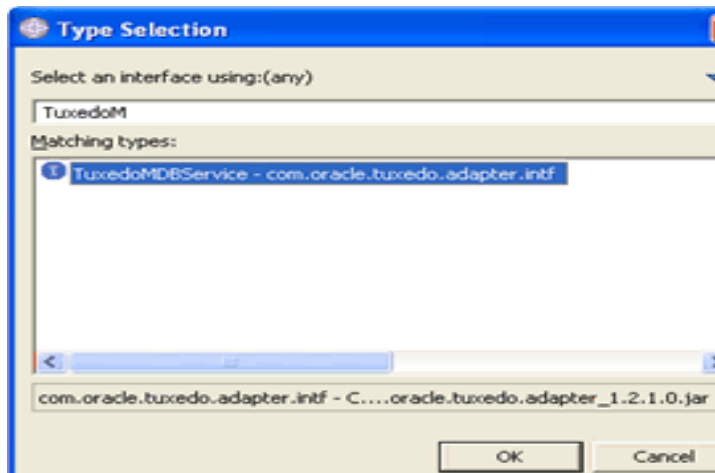 Type Selection
Select an interface using:(any)
TuxedoM
Matching types:
TuxedoMDBService - com.oracle.tuxedo.adapter.intf
com.oracle.tuxedo.adapter.intf - C....oracle.tuxedo.adapter_1.2.1.0.jar
OK
Cancel